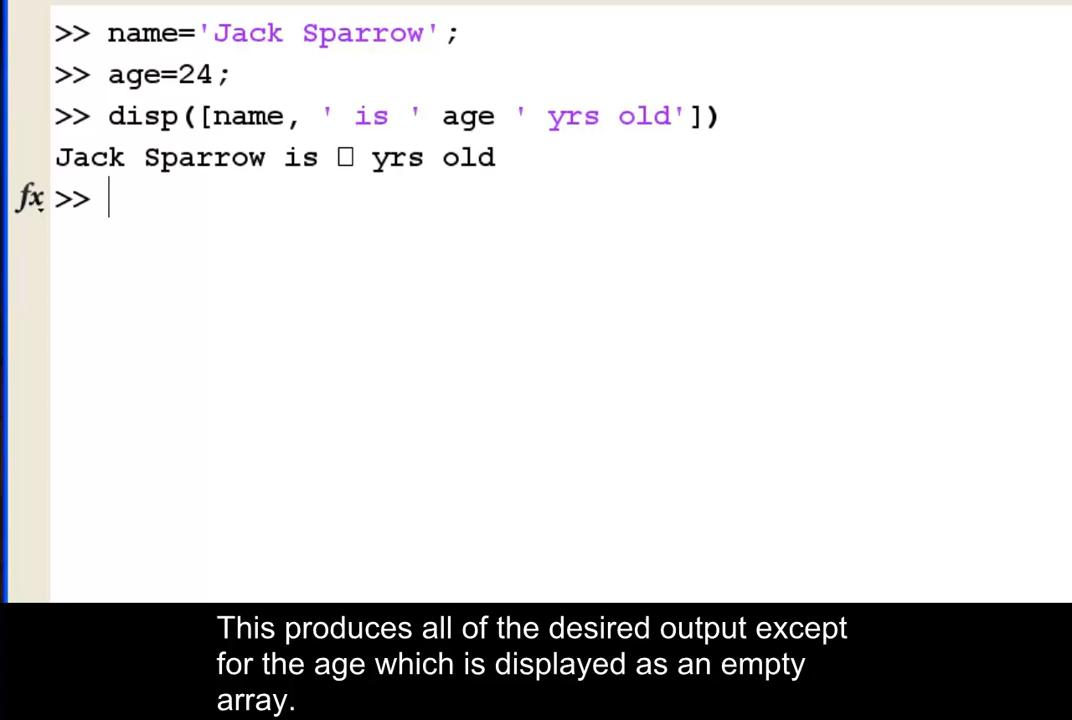 >> name='Jack Sparrow';
>> age=24;
>> disp([name, ' is ' age ' yrs old'])
Jack Sparrow is □ yrs old
fx >>
This produces all of the desired output except
for the age which is displayed as an empty
array.